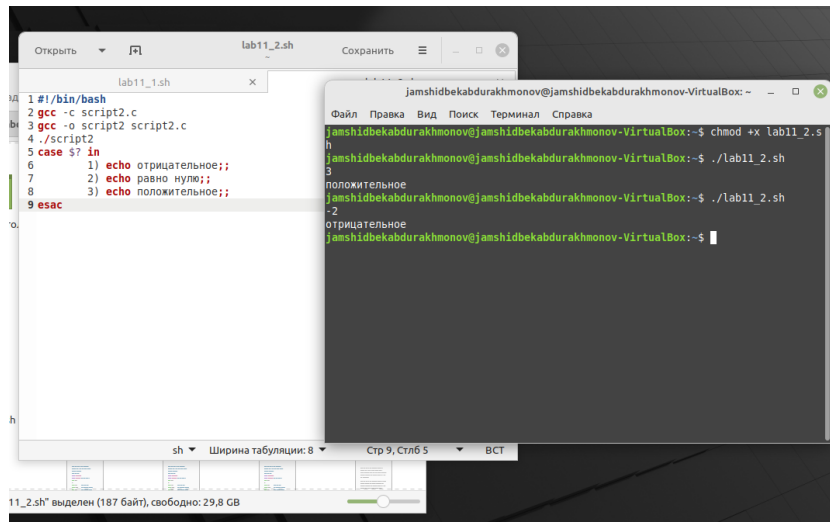 Открыть
lab11_2.sh
~
Сохранить
lab11_1.sh
1 #!/bin/bash
2 gcc -c script2.c
3 gcc -o script2 script2.c
4 ./script2
5 case $? in
6 1) echo отрицательное;;
7 2) echo равно нулю;;
8 3) echo положительное;;
9 esac
sh
Ширина табуляции: 8
Стр 9, Стлб 5
ВСТ
11_2.sh" выделен (187 байт), свободно: 29,8 GB
jamshidbekabdurakhmonov@jamshidbekabdurakhmonov-VirtualBox: ~
Файл Правка Вид Поиск Терминал Справка
jamshidbekabdurakhmonov@jamshidbekabdurakhmonov-VirtualBox:~$ chmod +x lab11_2.s
h
jamshidbekabdurakhmonov@jamshidbekabdurakhmonov-VirtualBox:~$ ./lab11_2.sh
3
положительное
jamshidbekabdurakhmonov@jamshidbekabdurakhmonov-VirtualBox:~$ ./lab11_2.sh
-2
отрицательное
jamshidbekabdurakhmonov@jamshidbekabdurakhmonov-VirtualBox:~$